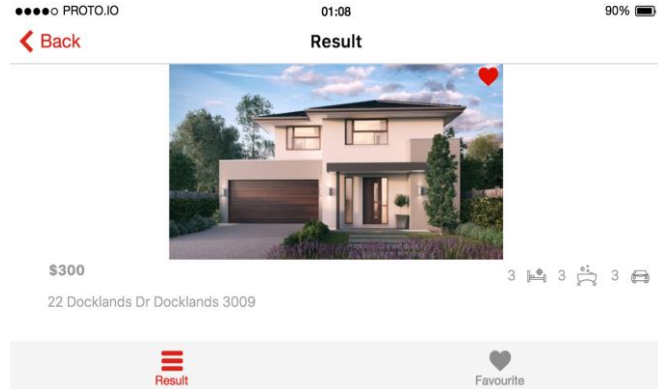 PROTO.IO 01:08 90%
Back Result
$300
3 3 3
22 Docklands Dr Docklands 3009
Result Favourite